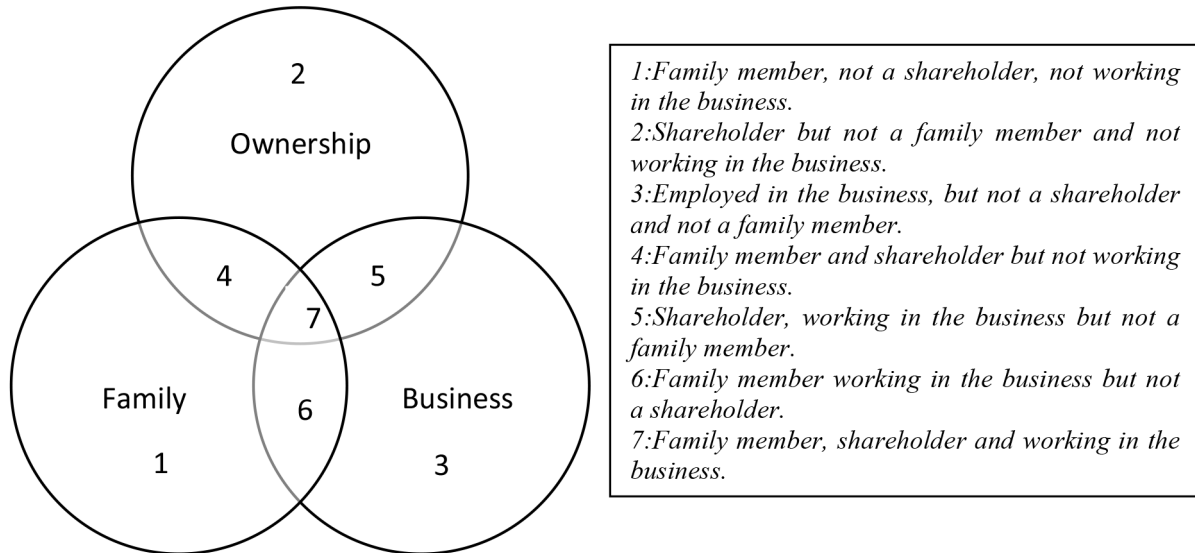 2
Ownership
4
5
7
Family
6
Business
1
3
1:Family member, not a shareholder, not working
in the business.
2:Shareholder but not a family member and not
working in the business.
3:Employed in the business, but not a shareholder
and not a family member.
4:Family member and shareholder but not working
in the business.
5:Shareholder, working in the business but not a
family member.
6:Family member working in the business but not
a shareholder.
7:Family member, shareholder and working in the
business.